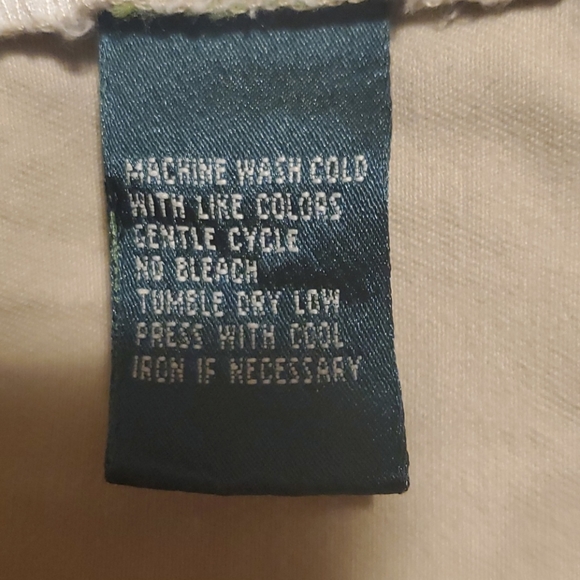 MACHINE WASH COLD
WITH LIKE COLORS
GENTLE CYCLE
NO BLEACH
TUMBLE DRY LOW
PRESS WITH COOL
IRON IF NECESSARY